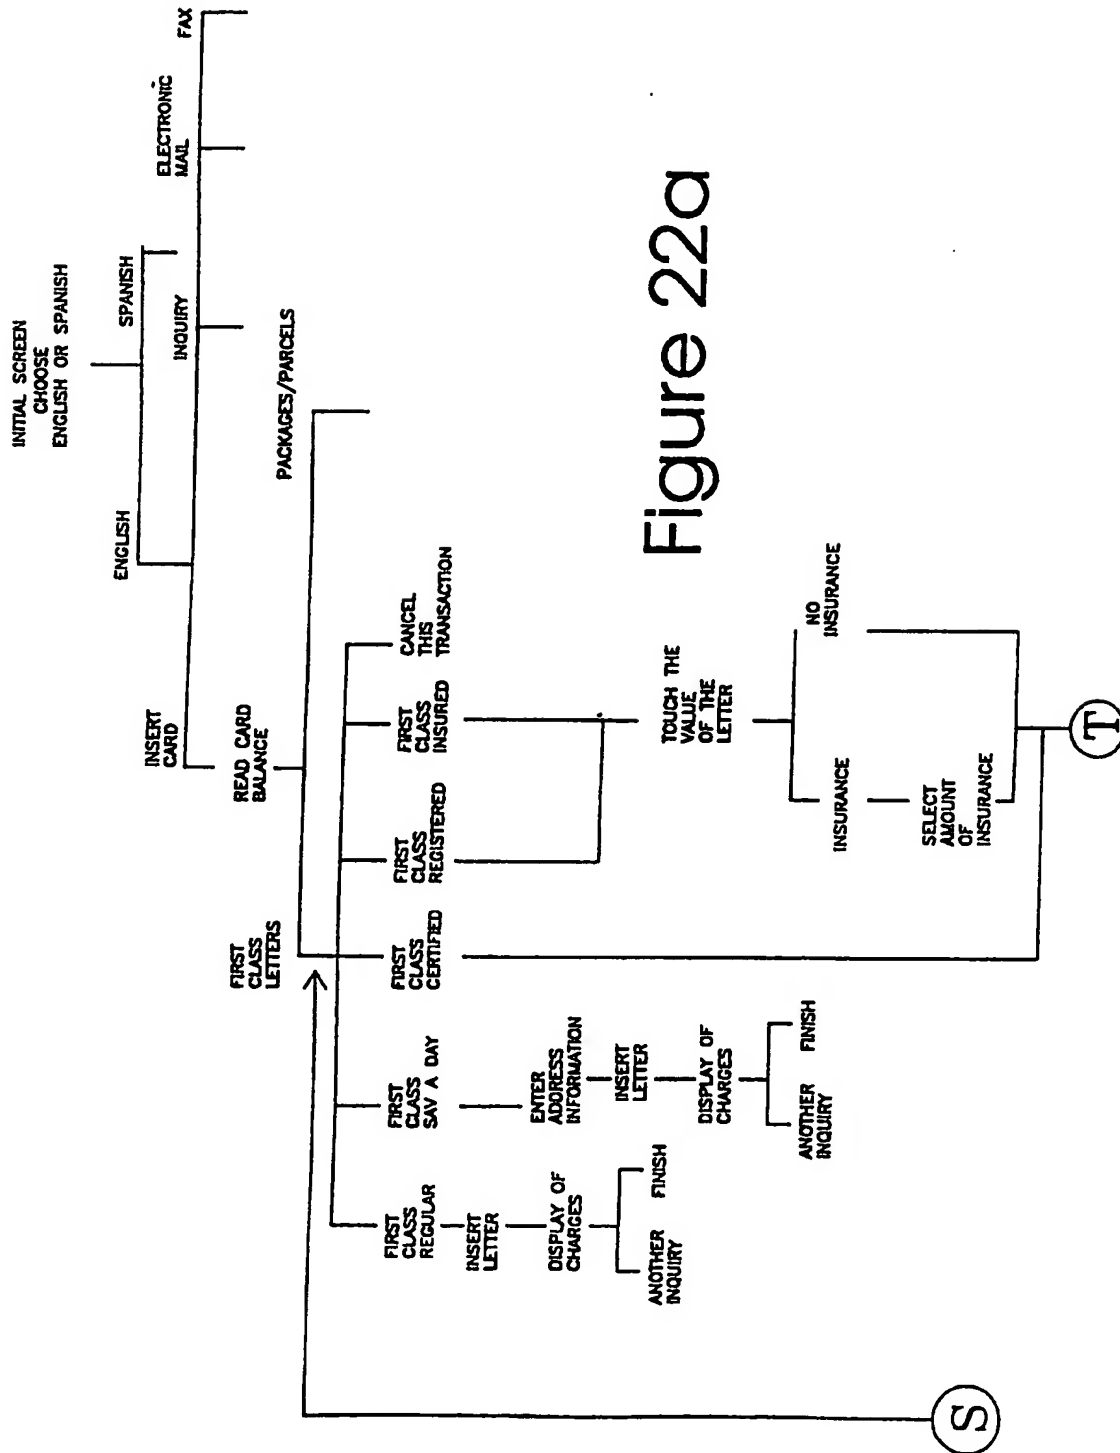 INITIAL SCREEN
CHOOSE
ENGLISH OR SPANISH
ENGLISH
SPANISH
INSERT
CARD
INQUIRY
ELECTRONIC
MAIL
FAX
READ CARD
BALANCE
FIRST
CLASS
LETTERS
PACKAGES/PARCELS
FIRST
CLASS
REGULAR
FIRST
CLASS
SAV A DAY
FIRST
CLASS
CERTIFIED
FIRST
CLASS
REGISTERED
FIRST
CLASS
INSURED
CANCEL
THIS
TRANSACTION
INSERT
LETTER
DISPLAY OF
CHARGES
ANOTHER
INQUIRY
FINISH
ENTER
ADDRESS
INFORMATION
INSERT
LETTER
DISPLAY OF
CHARGES
ANOTHER
INQUIRY
FINISH
TOUCH THE
VALUE
OF THE
LETTER
INSURANCE
NO
INSURANCE
SELECT
AMOUNT
OF
INSURANCE
S
T
Figure 22a